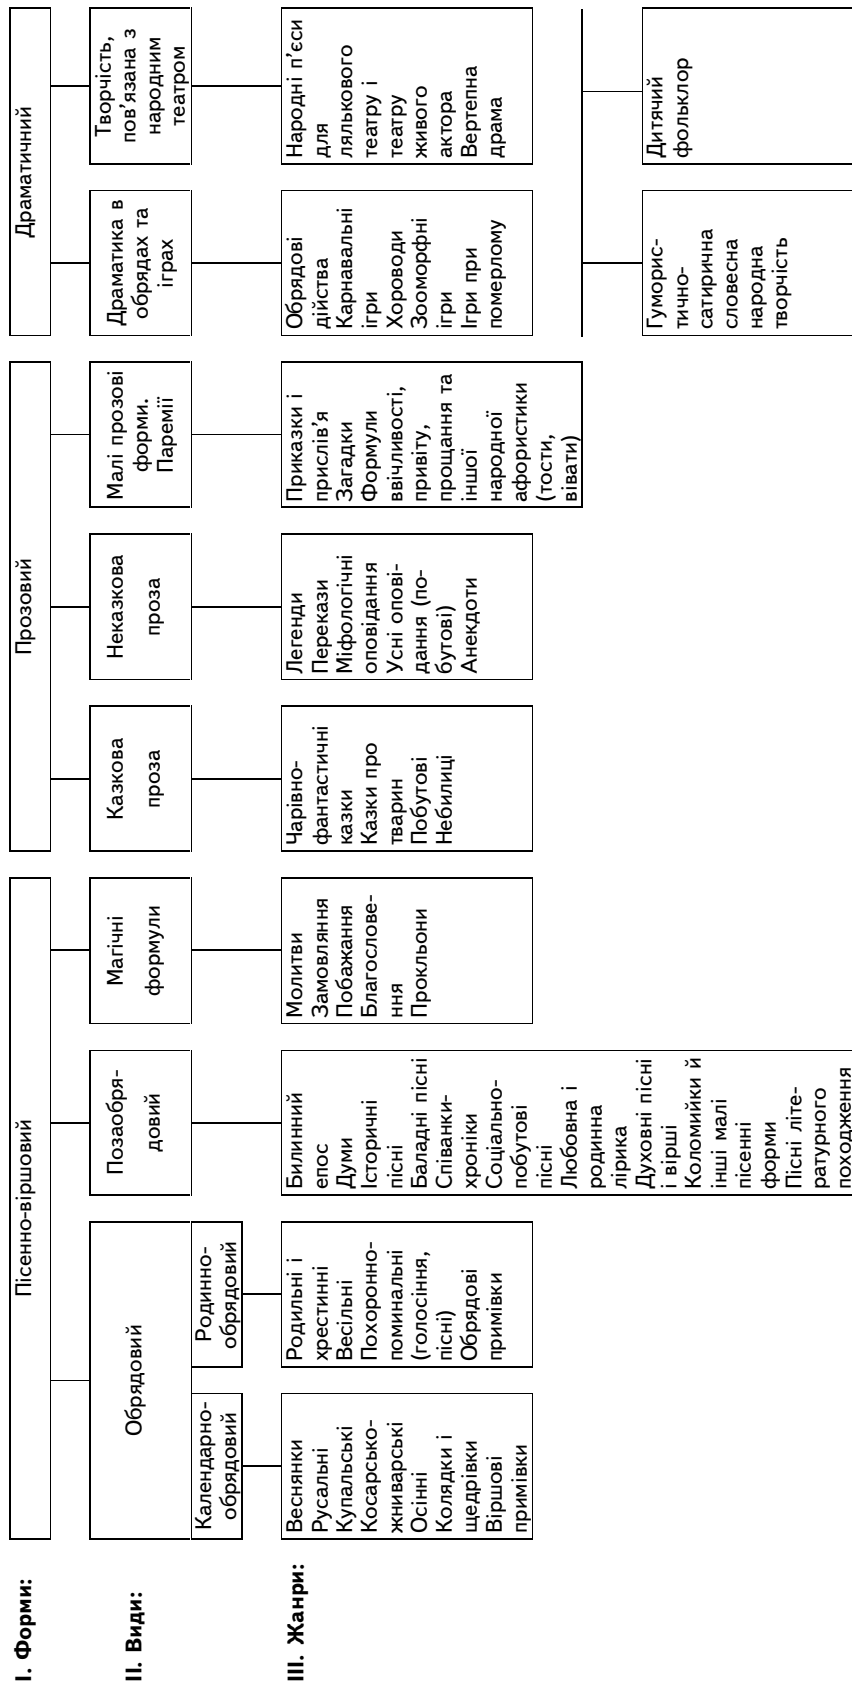 I. Форми:
Пісенно-віршовий
Прозовий
Драматичний
II. Види:
Обрядовий
Календарно-
обрядовий
Родинно-
обрядовий
Позаобря-
довий
Магічні
формули
Казкова
проза
Неказкова
проза
Малі прозові
форми.
Паремії
Драматика в
обрядах та
іграх
Творчість,
пов’язана з
народним
театром
III. Жанри:
Веснянки
Русальні
Купальські
Косарсько-
жниварські
Осінні
Колядки і
щедрівки
Віршові
примівки
Родильні і
хрестинні
Весільні
Похоронно-
поминальні
(голосіння,
пісні)
Обрядові
примівки
Билинний
епос
Думи
Історичні
пісні
Баладні пісні
Співанки-
хроніки
Соціально-
побутові
пісні
Любовна і
родинна
лірика
Духовні пісні
і вірші
Коломийки й
інші малі
пісенні
форми
Пісні літе-
ратурного
походження
Молитви
Замовляння
Побажання
Благослове-
ння
Прокльони
Чарівно-
фантастичні
казки
Казки про
тварин
Побутові
Небилиці
Легенди
Перекази
Міфологічні
оповідання
Усні опові-
дання (по-
бутові)
Анекдоти
Приказки і
прислів’я
Загадки
Формули
ввічливості,
привіту,
прощання та
іншої
народної
афористики
(тости,
вівати)
Обрядові
дійства
Карнавальні
ігри
Хороводи
Зооморфні
ігри
Ігри при
померлому
Народні п’єси
для
лялькового
театру і
театру
живого
актора
Вертепна
драма
Гуморис-
тично-
сатирична
словесна
народна
творчість
Дитячий
фольклор